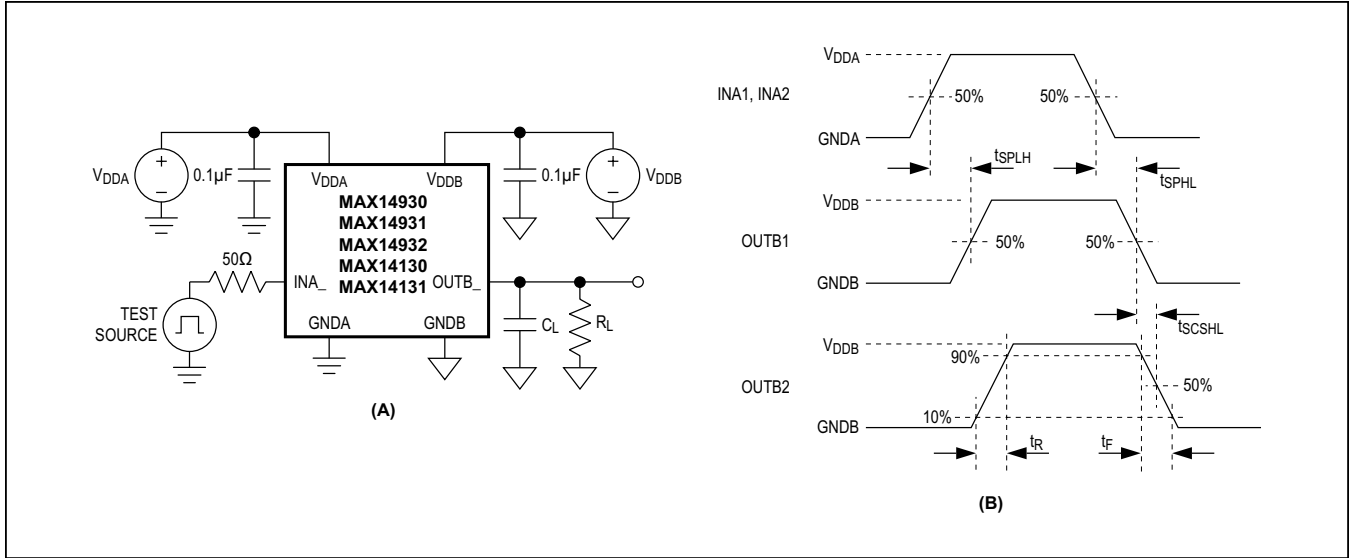 VDDA
0.1µF
VDDA
VDDB
0.1µF
VDDB
MAX14930
MAX14931
MAX14932
MAX14130
MAX14131
50Ω
INA_
OUTB_
TEST
SOURCE
GNDA
GNDB
CL
RL
(A)
VDDA
INA1, INA2
50%
50%
GNDA
tSPLH
tSPHL
VDDB
OUTB1
50%
50%
GNDB
tSCSHL
VDDB
90%
OUTB2
50%
10%
GNDB
tR
tF
(B)